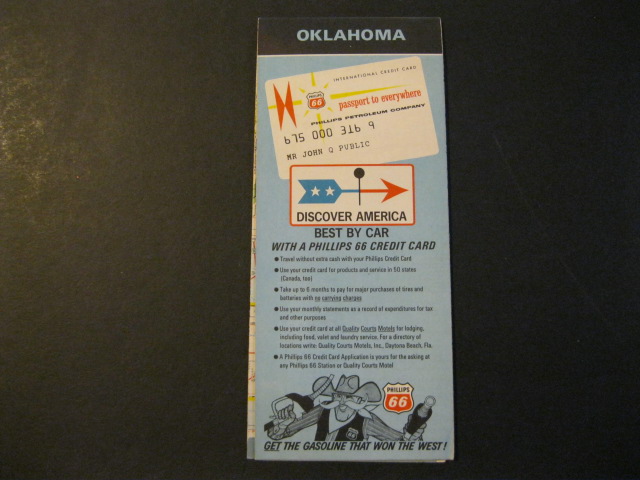 OKLAHOMA
INTERNATIONAL CREDIT CARD
PHILLIPS
66
passport to everywhere
PHILLIPS PETROLEUM COMPANY
675 000 316 9
MR JOHN Q PUBLIC
DISCOVER AMERICA
BEST BY CAR
WITH A PHILLIPS 66 CREDIT CARD
● Travel without extra cash with your Phillips Credit Card
● Use your credit card for products and service in 50 states
(Canada, too)
● Take up to 6 months to pay for major purchases of tires and
batteries with no carrying charges
● Use your monthly statements as a record of expenditures for tax
and other purposes
● Use your credit card at all Quality Courts Motels for lodging,
including food, valet and laundry service. For a directory of
locations write: Quality Courts Motels, Inc., Daytona Beach, Fla.
● A Phillips 66 Credit Card Application is yours for the asking at
any Phillips 66 Station or Quality Courts Motel
PHILLIPS
66
GET THE GASOLINE THAT WON THE WEST!